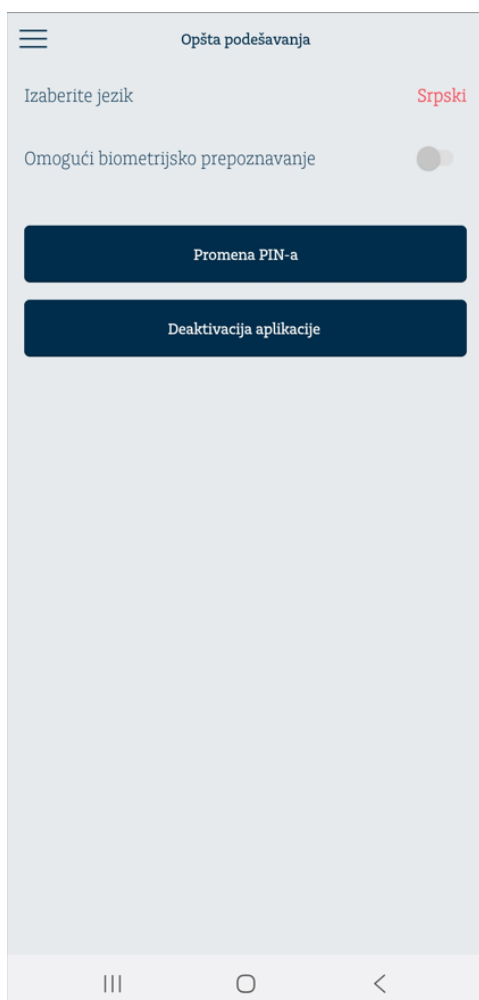 Opšta podešavanja
Izaberite jezik Srpski
Omogući biometrijsko prepoznavanje
Promena PIN-a
Deaktivacija aplikacije